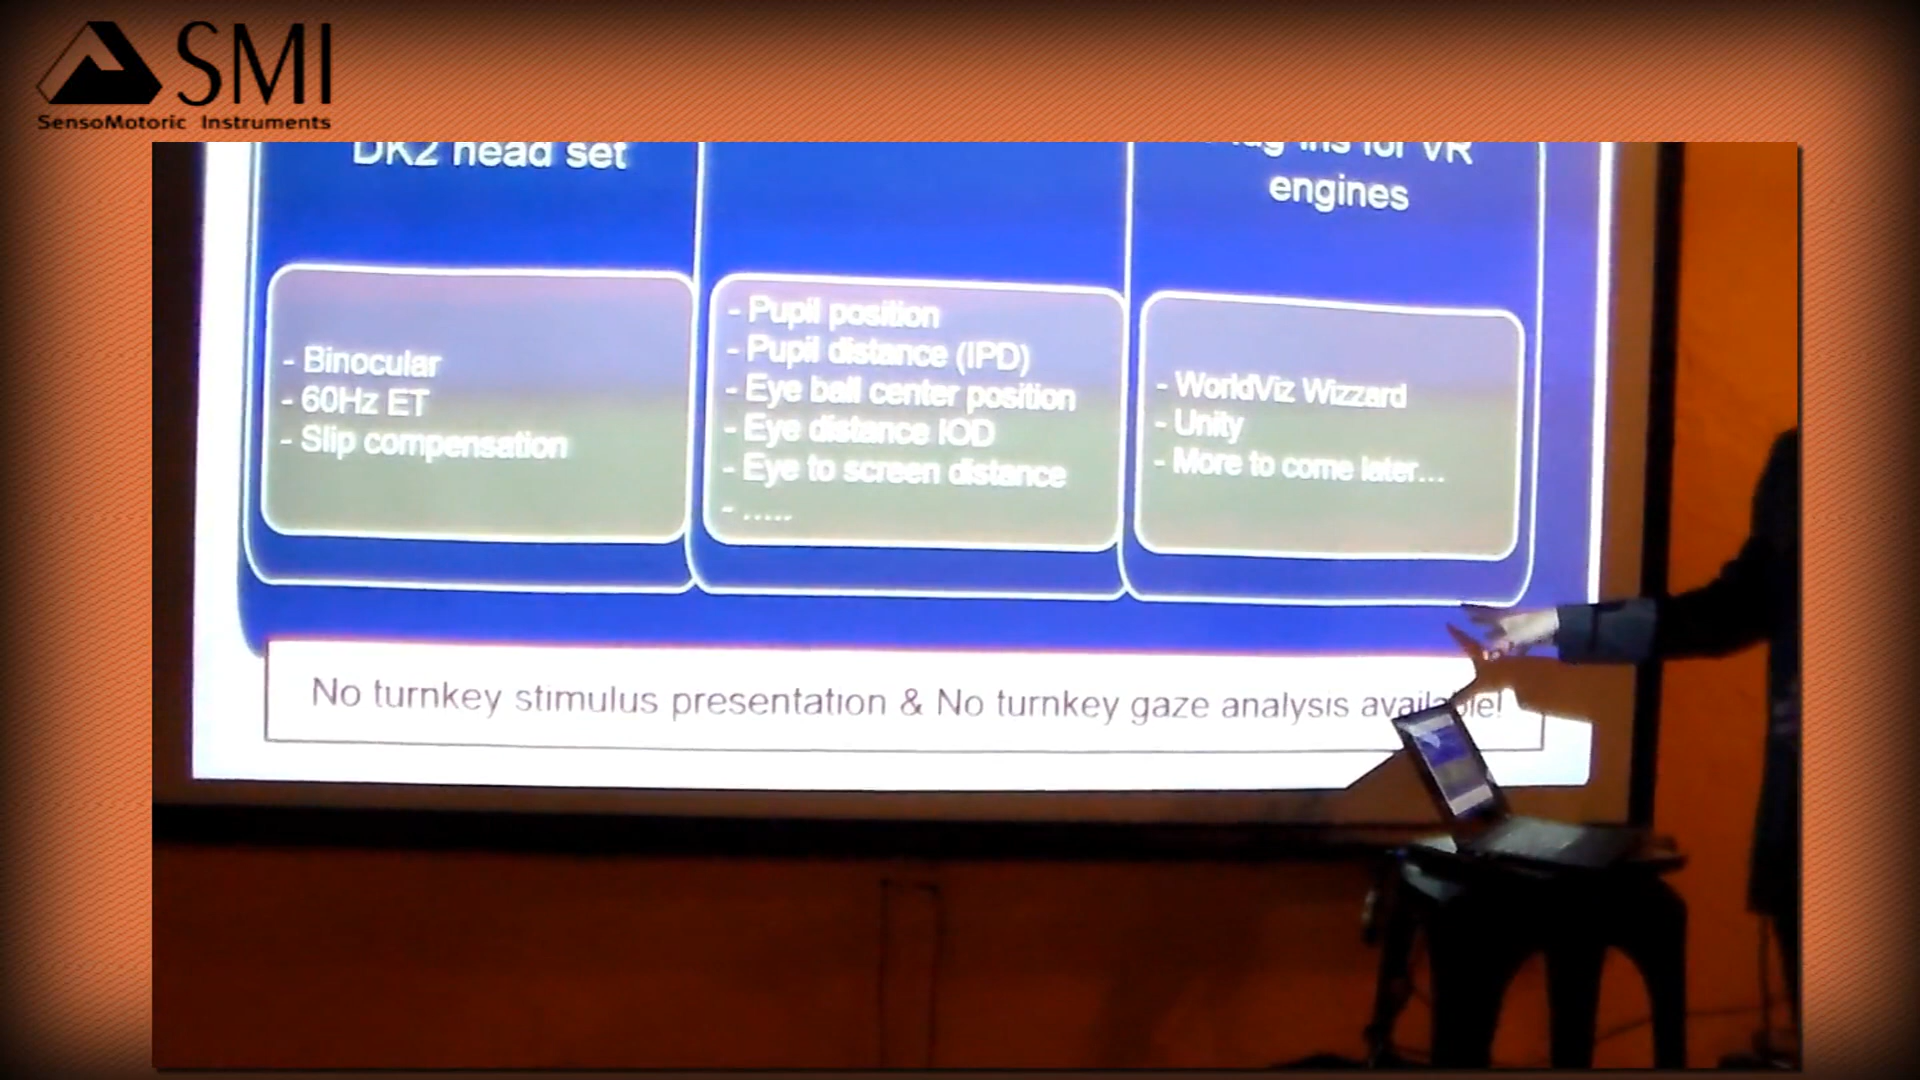 SMI
SensoMotoric Instruments
DK2 head set
for VR
engines
- Binocular
- 60Hz ET
- Slip compensation
- Pupil position
- Pupil distance (IPD)
- Eye ball center position
- Eye distance IOD
- Eye to screen distance
- .....
- WorldViz Wizzard
- Unity
- More to come later...
No turnkey stimulus presentation & No turnkey gaze analysis available!